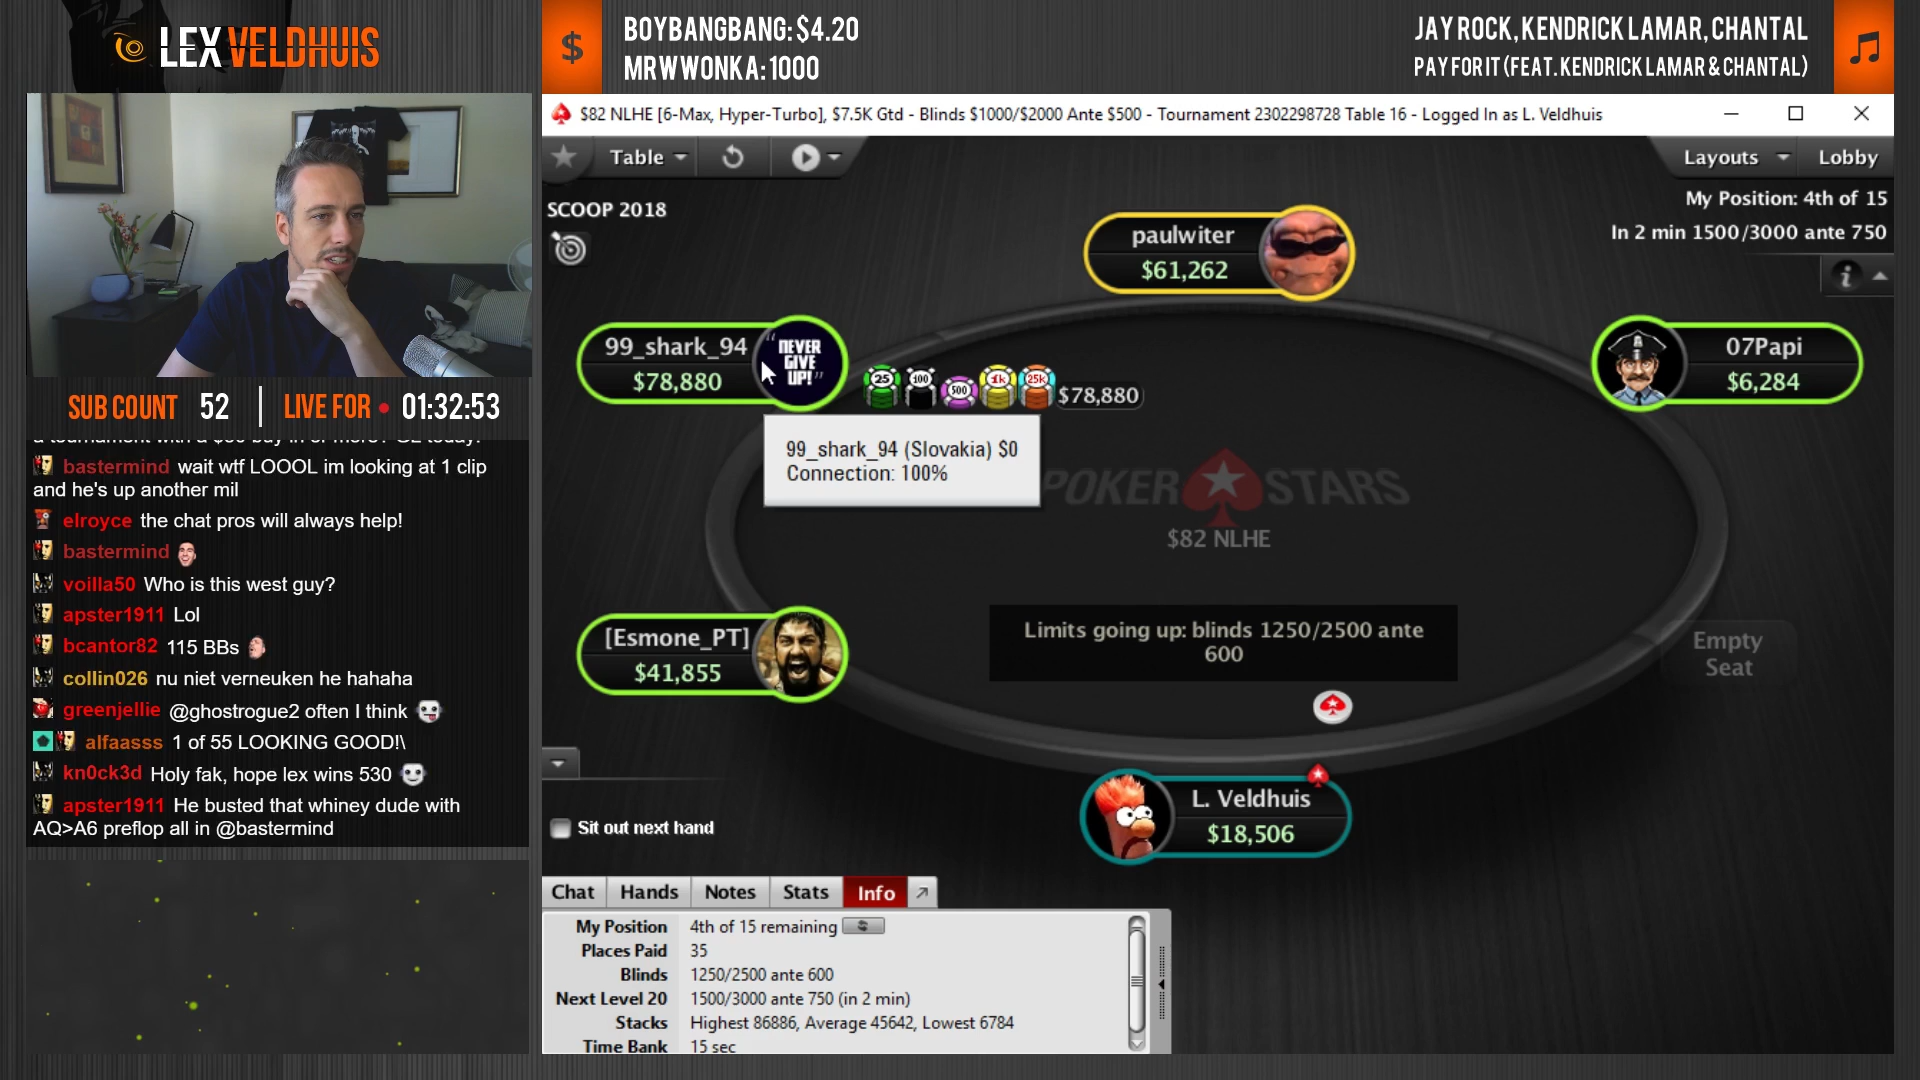 LEX VELDHUIS
$
BOYBANGBANG: $4.20
MRWWONKA: 1000
JAY ROCK, KENDRICK LAMAR, CHANTAL
PAY FOR IT (FEAT. KENDRICK LAMAR & CHANTAL)
$82 NLHE [6-Max, Hyper-Turbo], $7.5K Gtd - Blinds $1000/$2000 Ante $500 - Tournament 2302298728 Table 16 - Logged In as L. Veldhuis
Table
Layouts
Lobby
SCOOP 2018
My Position: 4th of 15
In 2 min 1500/3000 ante 750
i
paulwiter
$61,262
99_shark_94
$78,880
"NEVER
GIVE
UP!"
25
100
500
1k
25k
$78,880
07Papi
$6,284
99_shark_94 (Slovakia) $0
Connection: 100%
POKERSTARS
$82 NLHE
[Esmone_PT]
$41,855
Limits going up: blinds 1250/2500 ante
600
Empty
Seat
L. Veldhuis
$18,506
Sit out next hand
Chat
Hands
Notes
Stats
Info
My Position 4th of 15 remaining
Places Paid 35
Blinds 1250/2500 ante 600
Next Level 20 1500/3000 ante 750 (in 2 min)
Stacks Highest 86886, Average 45642, Lowest 6784
Time Bank 15 sec
SUB COUNT 52
LIVE FOR 01:32:53
bastermind wait wtf LOOOL im looking at 1 clip
and he's up another mil
elroyce the chat pros will always help!
bastermind
voilla50 Who is this west guy?
apster1911 Lol
bcantor82 115 BBs
collin026 nu niet verneuken he hahaha
greenjellie @ghostrogue2 often I think
alfaasss 1 of 55 LOOKING GOOD!\
kn0ck3d Holy fak, hope lex wins 530
apster1911 He busted that whiney dude with
AQ>A6 preflop all in @bastermind